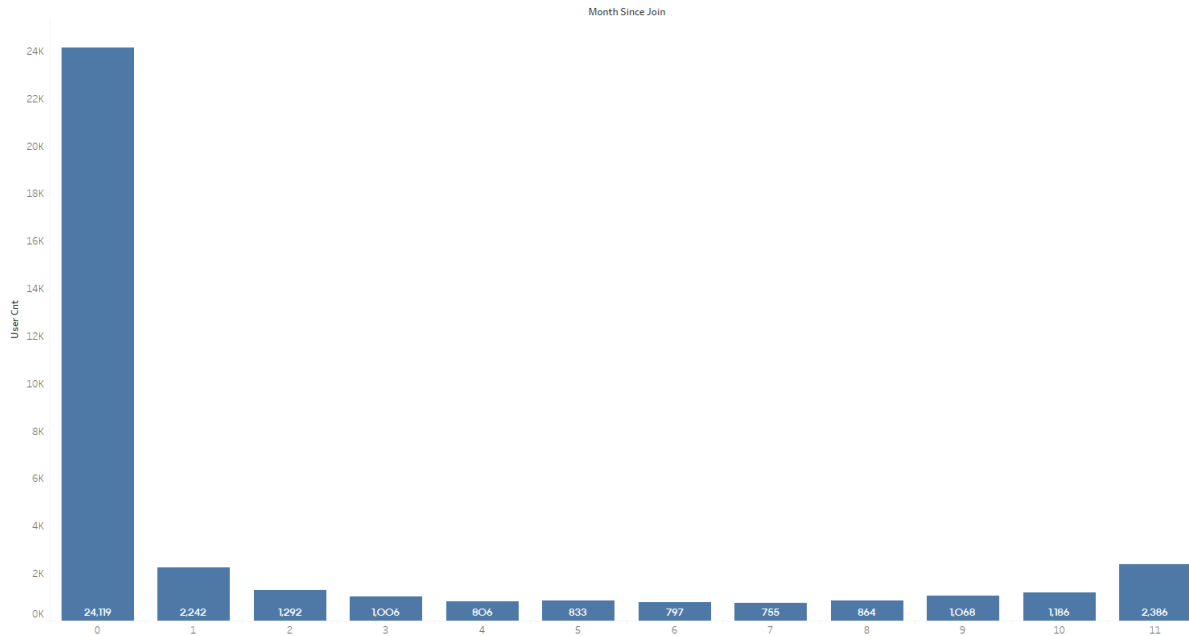 Month Since Join
24K
22K
20K
18K
16K
14K
12K
10K
8K
6K
4K
2K
0K
User Cnt
24,119 2,242 1,292 1,006 806 833 797 755 864 1,068 1,186 2,386
0 1 2 3 4 5 6 7 8 9 10 11